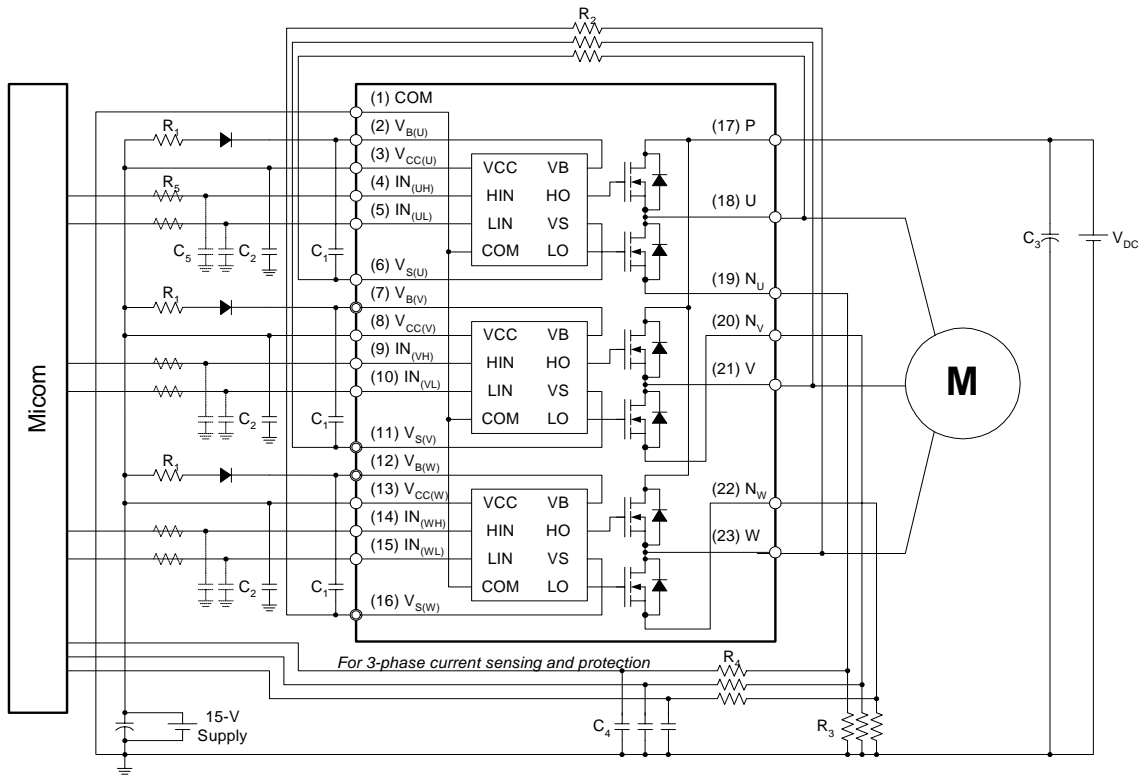 R2
Micom
(1) COM
R1
(2) VB(U)
(3) VCC(U)
R5
(4) IN(UH)
(5) IN(UL)
C5
C2
C1
(6) VS(U)
VCC VB
HIN HO
LIN VS
COM LO
(17) P
(18) U
(19) NU
C3
VDC
R1
(7) VB(V)
(8) VCC(V)
(9) IN(VH)
(10) IN(VL)
C2
C1
(11) VS(V)
VCC VB
HIN HO
LIN VS
COM LO
(20) NV
(21) V
M
R1
(12) VB(W)
(13) VCC(W)
(14) IN(WH)
(15) IN(WL)
C2
C1
(16) VS(W)
VCC VB
HIN HO
LIN VS
COM LO
(22) NW
(23) W
For 3-phase current sensing and protection
R4
15-V
Supply
C4
R3